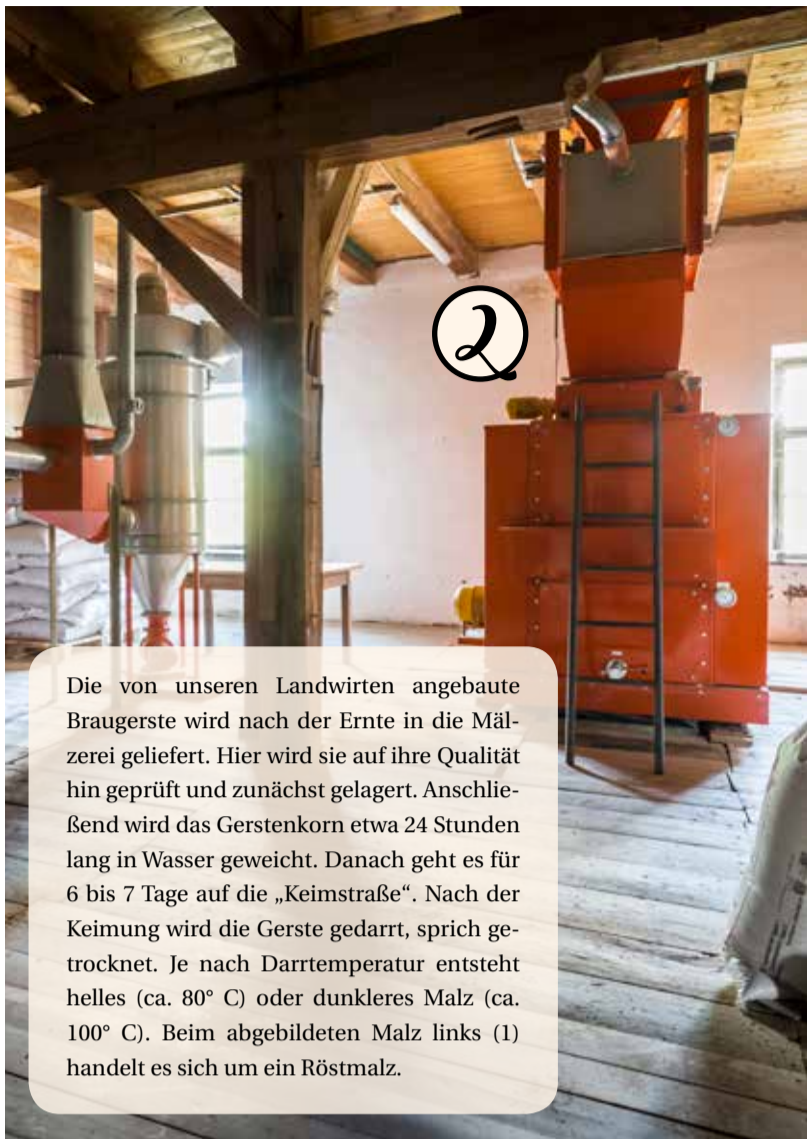 2
Die von unseren Landwirten angebaute
Braugerste wird nach der Ernte in die Mäl-
zerei geliefert. Hier wird sie auf ihre Qualität
hin geprüft und zunächst gelagert. Anschlie-
ßend wird das Gerstenkorn etwa 24 Stunden
lang in Wasser geweicht. Danach geht es für
6 bis 7 Tage auf die „Keimstraße“. Nach der
Keimung wird die Gerste gedarrt, sprich ge-
trocknet. Je nach Darrtemperatur entsteht
helles (ca. 80° C) oder dunkleres Malz (ca.
100° C). Beim abgebildeten Malz links (1)
handelt es sich um ein Röstmalz.